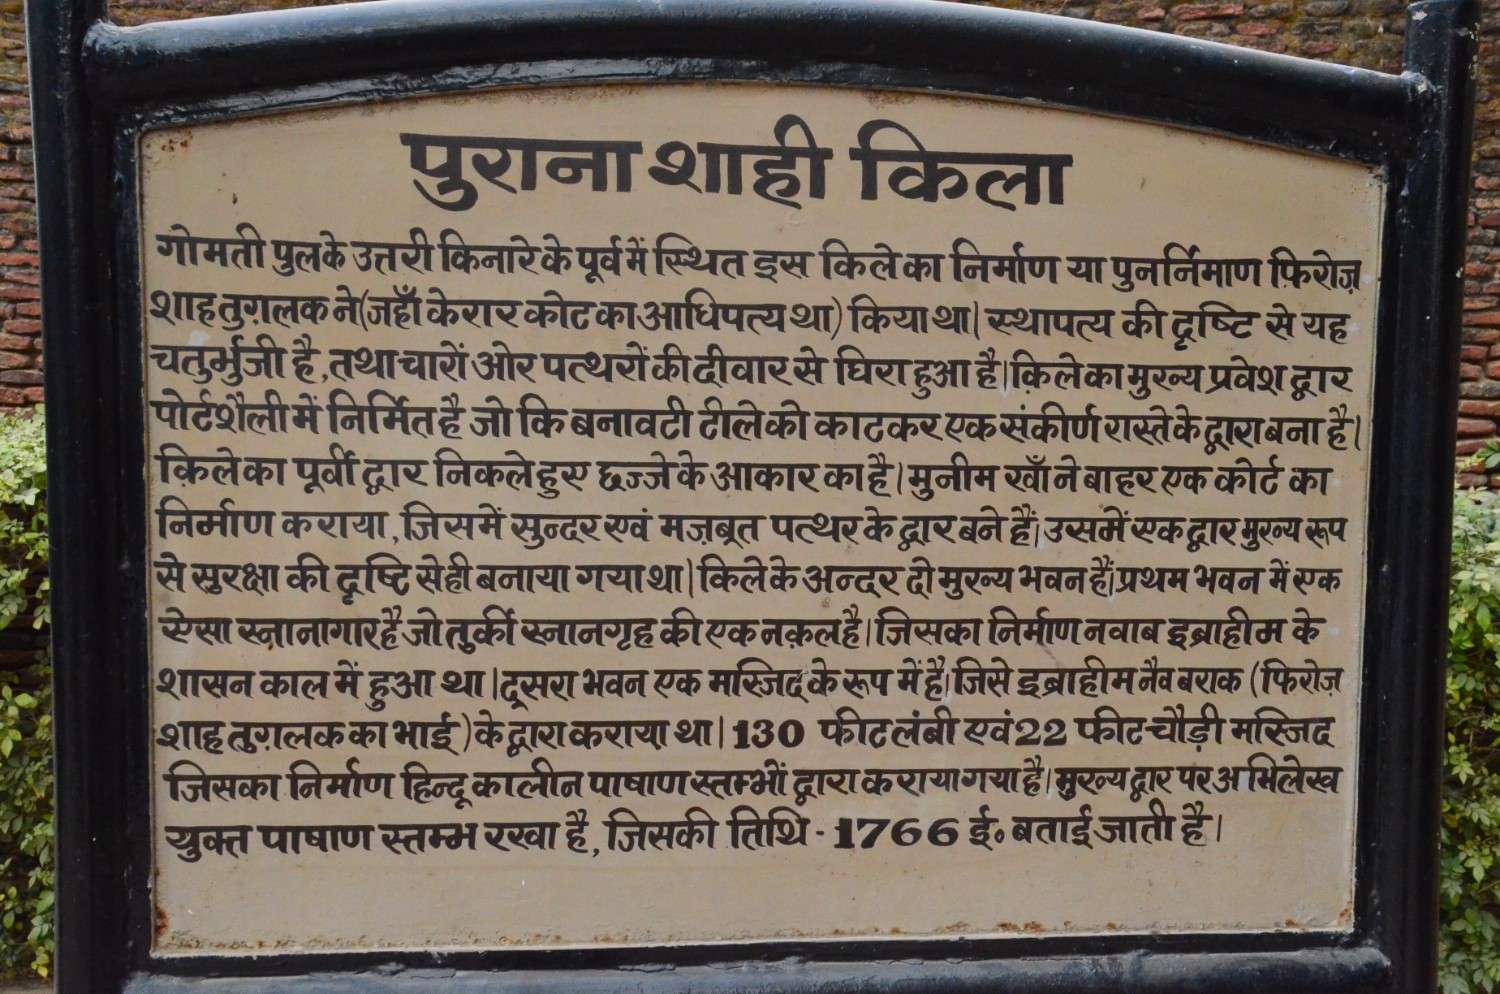 पुराना शाही किला
गोमती पुल के उत्तरी किनारे के पूर्व में स्थित इस किले का निर्माण या पुनर्निमाण फ़िरोज़
शाह तुग़लक ने (जहाँ केरार कोट का आधिपत्य था) किया था। स्थापत्य की दृष्टि से यह
चतुर्भुजी है, तथा चारों ओर पत्थरों की दीवार से घिरा हुआ है। क़िले का मुख्य प्रवेश द्वार
पोर्ट शैली में निर्मित है जो कि बनावटी टीले को काटकर एक संकीर्ण रास्ते के द्वारा बना है।
क़िले का पूर्वी द्वार निकले हुए छज्जे के आकार का है। मुनीम खाँ ने बाहर एक कोर्ट का
निर्माण कराया, जिसमें सुन्दर एवं मज़बूत पत्थर के द्वार बने हैं। उसमें एक द्वार मुख्य रूप
से सुरक्षा की दृष्टि से ही बनाया गया था। किले के अन्दर दो मुख्य भवन हैं। प्रथम भवन में एक
ऐसा स्नानागार है जो तुर्की स्नानगृह की एक नक़ल है। जिसका निर्माण नवाब इब्राहीम के
शासन काल में हुआ था। दूसरा भवन एक मस्जिद के रूप में है। जिसे इब्राहीम नैव बराक (फिरोज़
शाह तुग़लक का भाई) के द्वारा कराया था। 130 फीट लंबी एवं 22 फीट चौड़ी मस्जिद
जिसका निर्माण हिन्दू कालीन पाषाण स्तम्भों द्वारा कराया गया है। मुख्य द्वार पर अभिलेख
युक्त पाषाण स्तम्भ रखा है, जिसकी तिथि - 1766 ई॰ बताई जाती है।